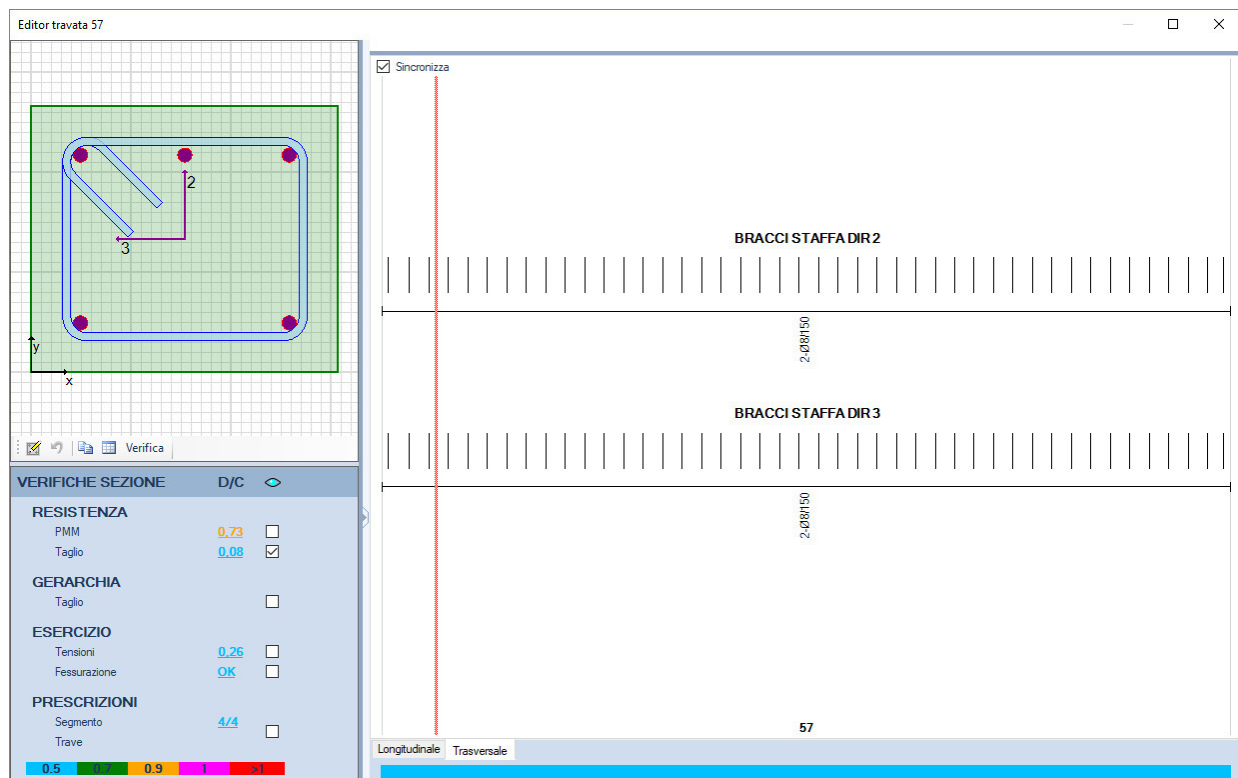 Editor travata 57
2
3
y
x
Verifica
VERIFICHE SEZIONE D/C
RESISTENZA
PMM 0,73
Taglio 0,08
GERARCHIA
Taglio
ESERCIZIO
Tensioni 0,26
Fessurazione OK
PRESCRIZIONI
Segmento 4/4
Trave
0.5 0.7 0.9 1 >1
Sincronizza
BRACCI STAFFA DIR 2
2-Ø8/150
BRACCI STAFFA DIR 3
2-Ø8/150
57
Longitudinale Trasversale